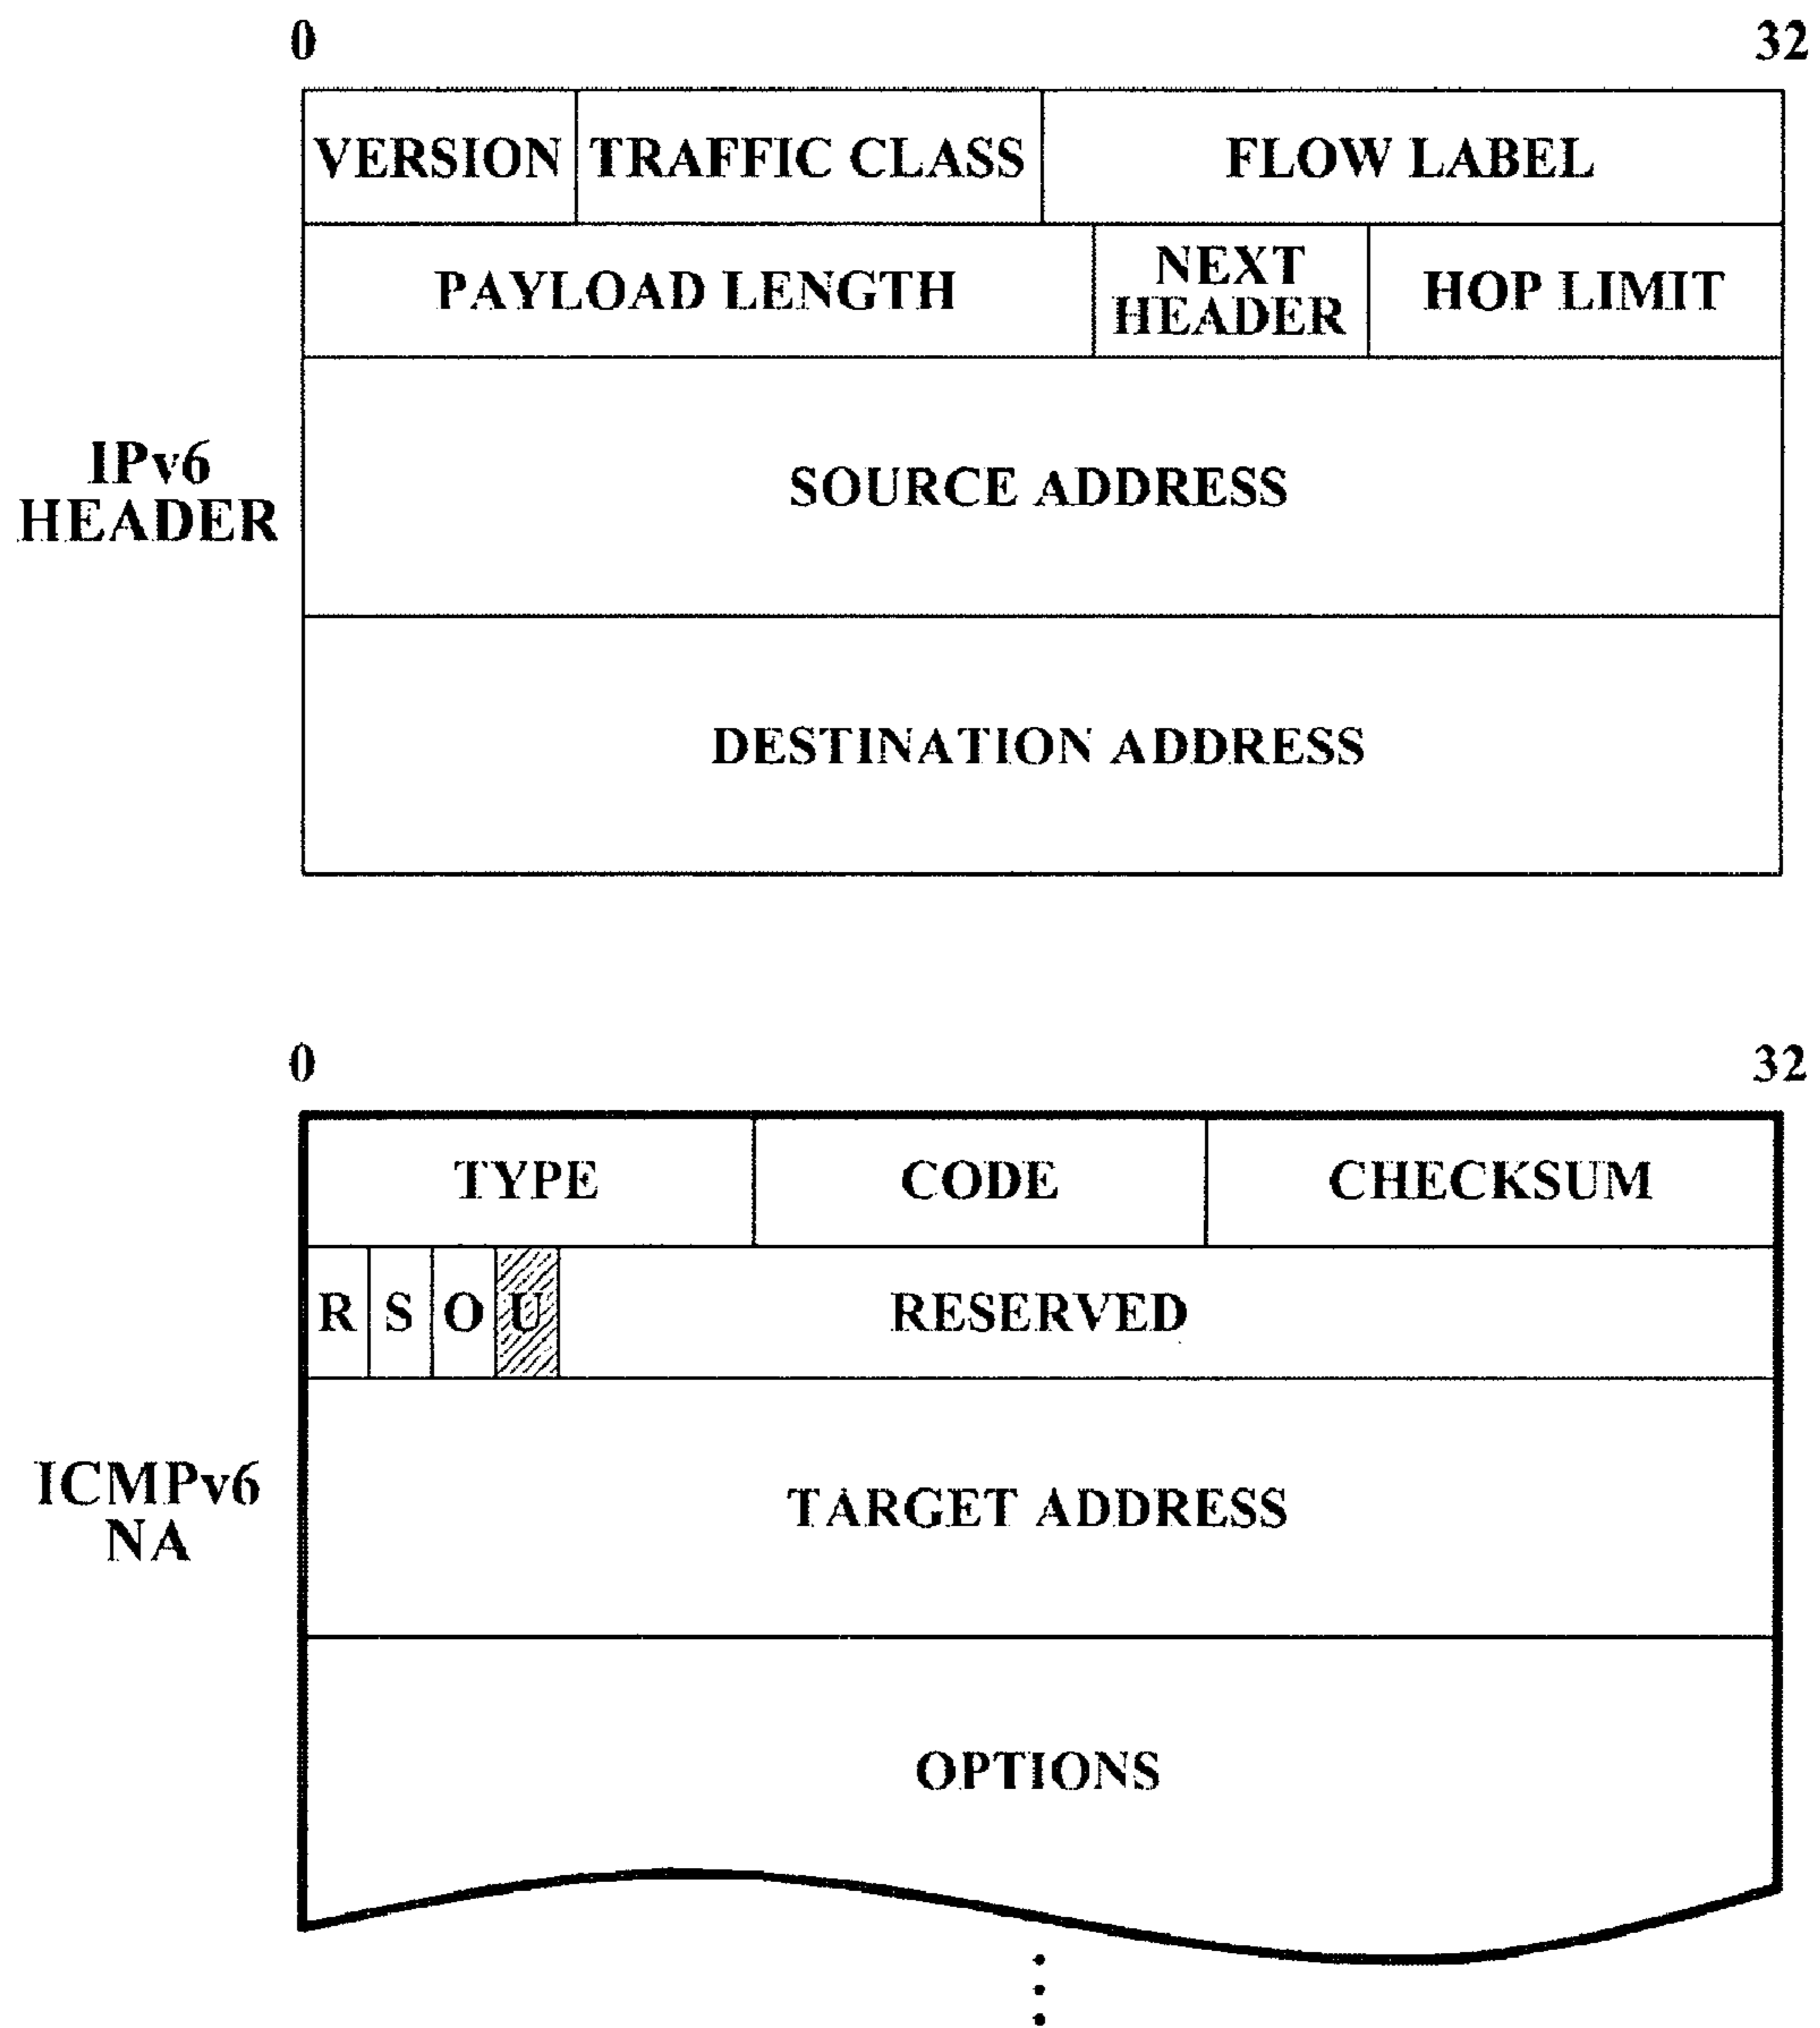 0 32
VERSION TRAFFIC CLASS FLOW LABEL
PAYLOAD LENGTH NEXT HEADER HOP LIMIT
IPv6
HEADER
SOURCE ADDRESS
DESTINATION ADDRESS
0 32
TYPE CODE CHECKSUM
R S O U RESERVED
ICMPv6
NA
TARGET ADDRESS
OPTIONS